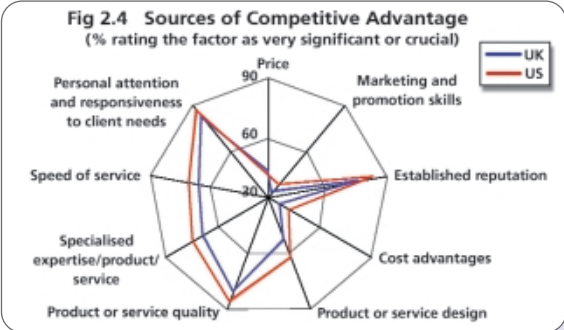 Fig 2.4 Sources of Competitive Advantage
(% rating the factor as very significant or crucial)
UK
US
Price
90
60
30
Marketing and
promotion skills
Established reputation
Cost advantages
Product or service design
Product or service quality
Specialised
expertise/product/
service
Speed of service
Personal attention
and responsiveness
to client needs